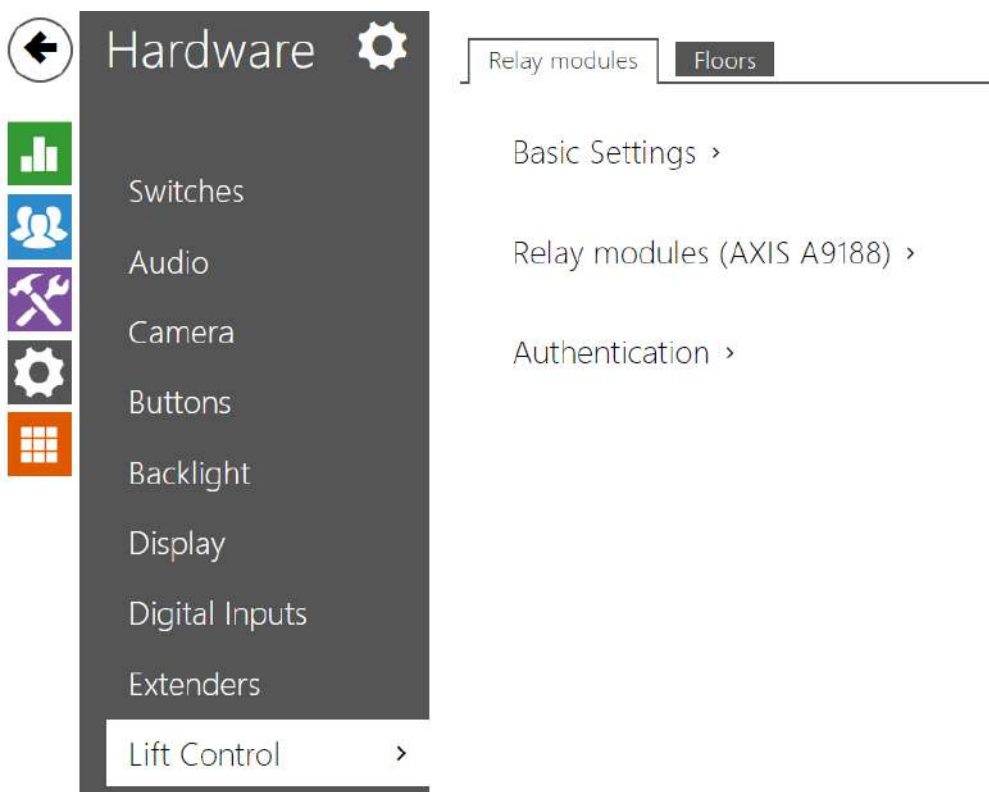 Hardware
Switches
Audio
Camera
Buttons
Backlight
Display
Digital Inputs
Extenders
Lift Control
Relay modules
Floors
Basic Settings
Relay modules (AXIS A9188)
Authentication